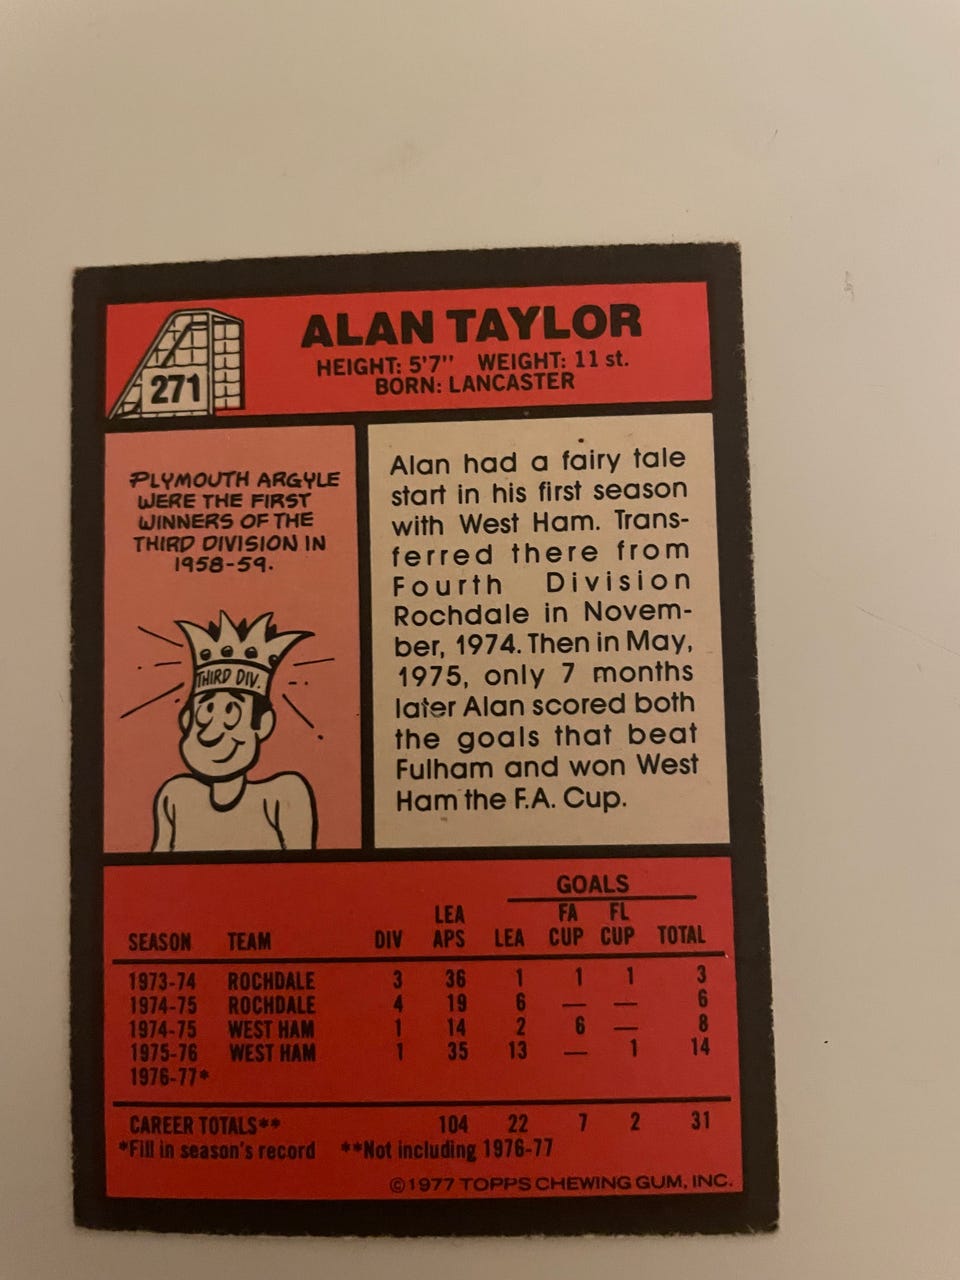 ALAN TAYLOR
HEIGHT: 5'7" WEIGHT: 11 st.
BORN: LANCASTER
271
PLYMOUTH ARGYLE
WERE THE FIRST
WINNERS OF THE
THIRD DIVISION IN
1958-59.
THIRD DIV.
Alan had a fairy tale
start in his first season
with West Ham. Trans-
ferred there from
Fourth Division
Rochdale in Novem-
ber, 1974. Then in May,
1975, only 7 months
later Alan scored both
the goals that beat
Fulham and won West
Ham the F.A. Cup.
GOALS
LEA FA FL
SEASON TEAM DIV APS LEA CUP CUP TOTAL
1973-74 ROCHDALE 3 36 1 1 1 3
1974-75 ROCHDALE 4 19 6 — — 6
1974-75 WEST HAM 1 14 2 6 — 8
1975-76 WEST HAM 1 35 13 — 1 14
1976-77*
CAREER TOTALS** 104 22 7 2 31
*Fill in season's record **Not including 1976-77
©1977 TOPPS CHEWING GUM, INC.